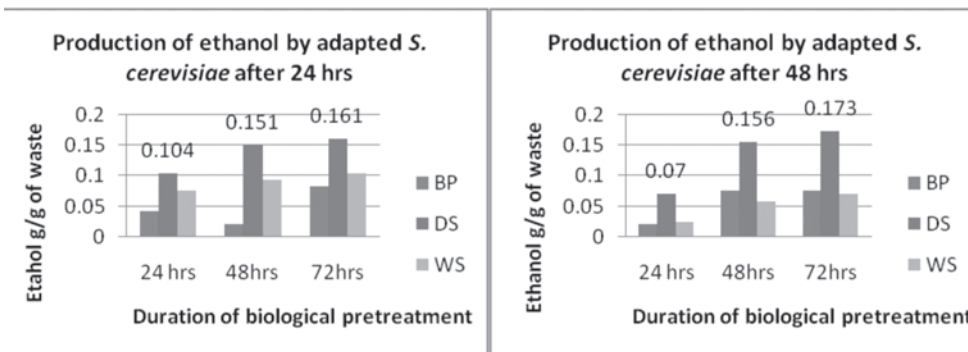 Production of ethanol by adapted S.
cerevisiae after 24 hrs
Etahol g/g of waste
0.2
0.15
0.1
0.05
0
0.104
0.151
0.161
24 hrs
48hrs
72hrs
BP
DS
WS
Duration of biological pretreatment
Production of ethanol by adapted S.
cerevisiae after 48 hrs
Ethanol g/g of waste
0.2
0.15
0.1
0.05
0
0.07
0.156
0.173
24 hrs
48hrs
72hrs
BP
DS
WS
Duration of biological pretreatment